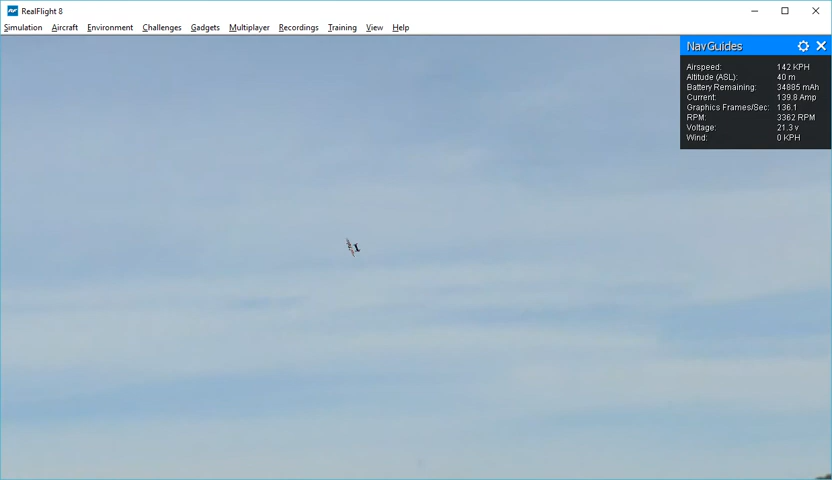 RealFlight 8
Simulation Aircraft Environment Challenges Gadgets Multiplayer Recordings Training View Help
NavGuides
Airspeed: 142 KPH
Altitude (ASL): 40 m
Battery Remaining: 34885 mAh
Current: 139.8 Amp
Graphics Frames/Sec: 136.1
RPM: 3362 RPM
Voltage: 21.3 v
Wind: 0 KPH